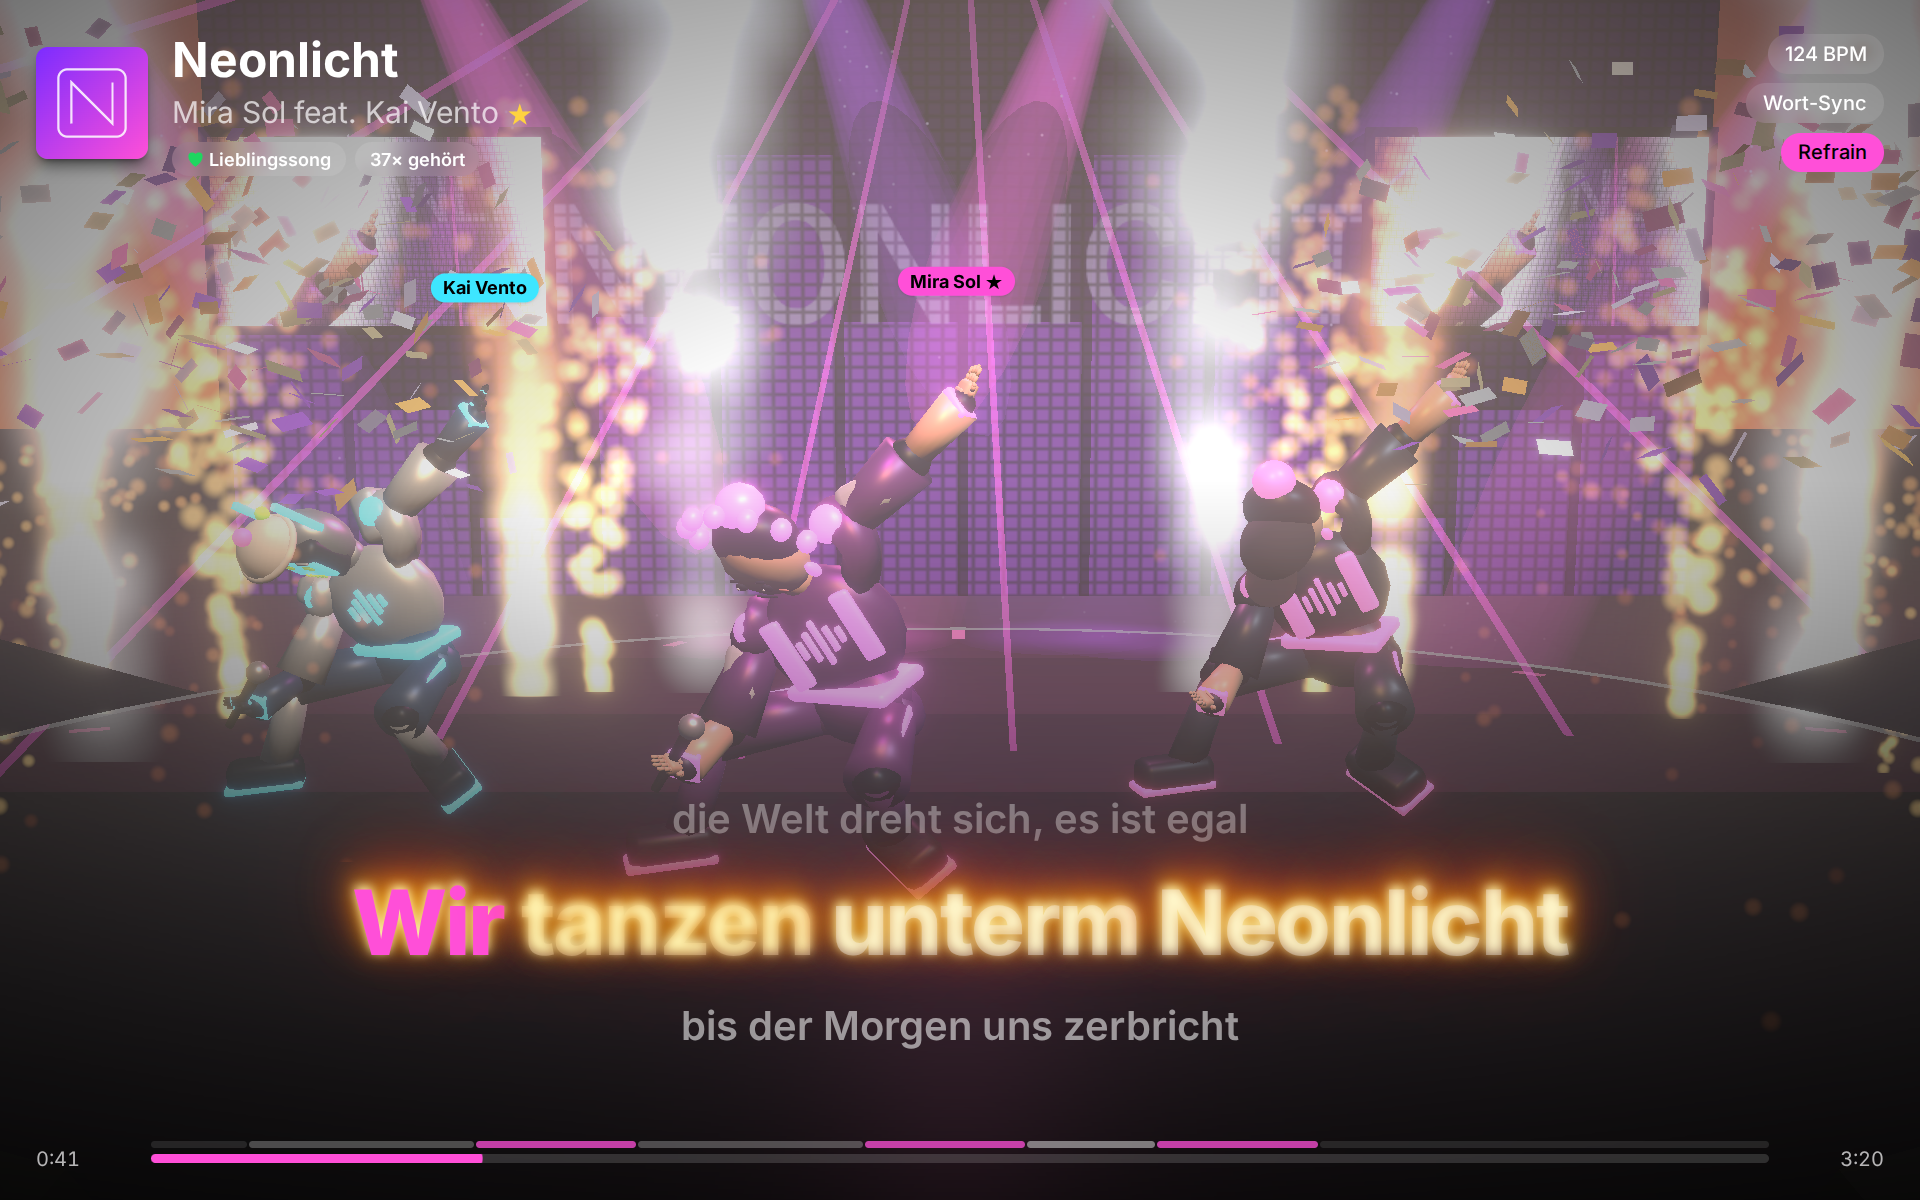 N
Neonlicht
Mira Sol feat. Kai Vento ★
Lieblingssong
37× gehört
124 BPM
Wort-Sync
Refrain
NEONLICHT
Kai Vento
Mira Sol ★
die Welt dreht sich, es ist egal
Wir tanzen unterm Neonlicht
bis der Morgen uns zerbricht
0:41
3:20